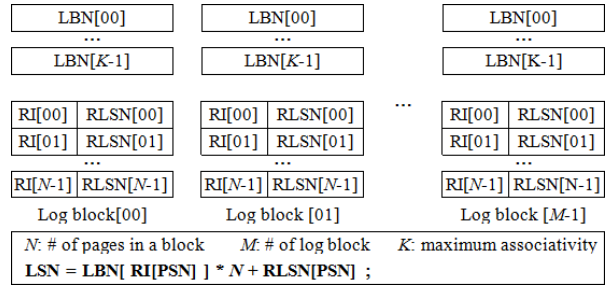 LBN[00] LBN[00] LBN[00]
... ... ...
LBN[K-1] LBN[K-1] LBN[K-1]
...
RI[00] RLSN[00] RI[00] RLSN[00] RI[00] RLSN[00]
RI[01] RLSN[01] RI[01] RLSN[01] RI[01] RLSN[01]
... ... ...
RI[N-1] RLSN[N-1] RI[N-1] RLSN[N-1] RI[N-1] RLSN[N-1]
Log block[00] Log block [01] Log block [M-1]
N: # of pages in a block M: # of log block K: maximum associativity
LSN = LBN[ RI[PSN] ] * N + RLSN[PSN] ;